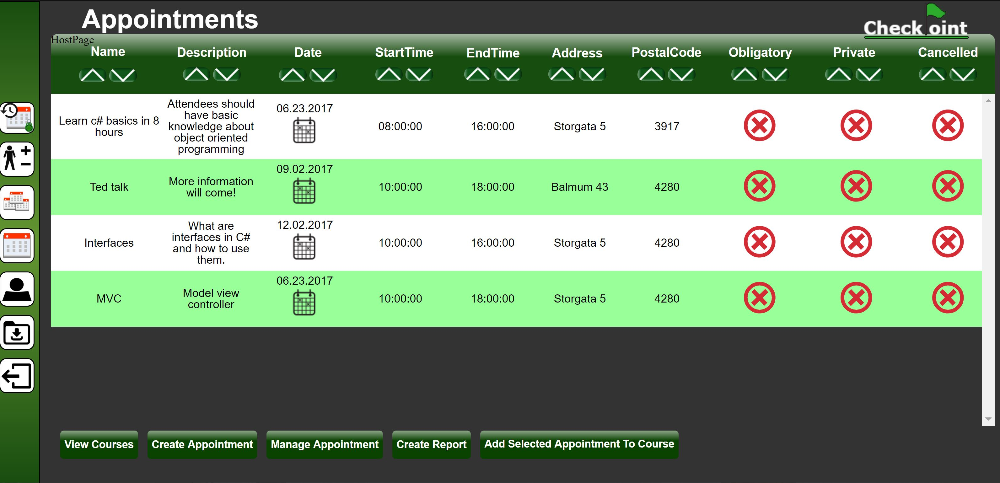 Appointments
Check oint
HostPage
Name Description Date StartTime EndTime Address PostalCode Obligatory Private Cancelled
Learn c# basics in 8
hours
Attendees should
have basic
knowledge about
object oriented
programming
06.23.2017
08:00:00
16:00:00
Storgata 5
3917
Ted talk
More information
will come!
09.02.2017
10:00:00
18:00:00
Balmum 43
4280
Interfaces
What are
interfaces in C#
and how to use
them.
12.02.2017
10:00:00
16:00:00
Storgata 5
4280
MVC
Model view
controller
06.23.2017
10:00:00
18:00:00
Storgata 5
4280
View Courses
Create Appointment
Manage Appointment
Create Report
Add Selected Appointment To Course